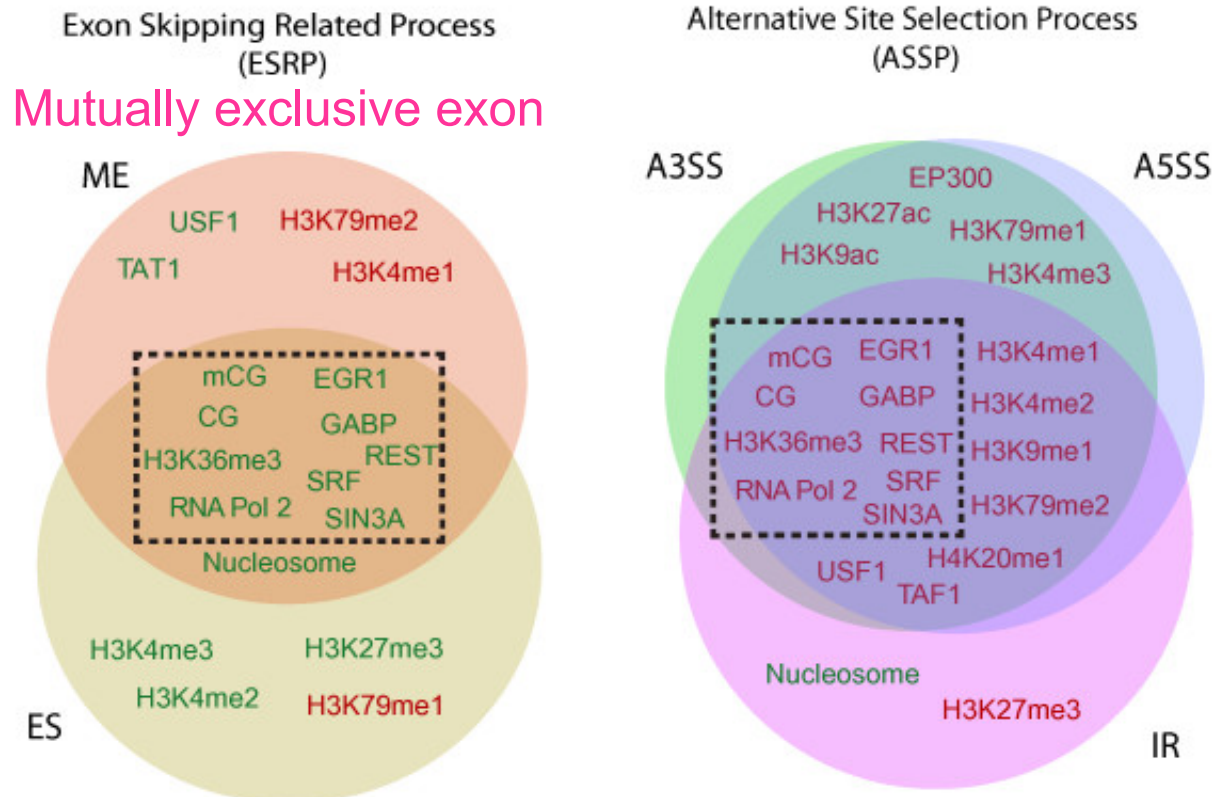 Exon Skipping Related Process
(ESRP)
Mutually exclusive exon
ME
USF1 H3K79me2
TAT1 H3K4me1
mCG EGR1
CG GABP
H3K36me3 REST
SRF
RNA Pol 2 SIN3A
Nucleosome
H3K4me3 H3K27me3
H3K4me2 H3K79me1
ES
Alternative Site Selection Process
(ASSP)
A3SS A5SS
EP300
H3K27ac
H3K79me1
H3K9ac
H3K4me3
mCG EGR1 H3K4me1
CG GABP H3K4me2
H3K36me3 REST H3K9me1
RNA Pol 2 SRF
SIN3A H3K79me2
USF1 H4K20me1
TAF1
Nucleosome
H3K27me3
IR